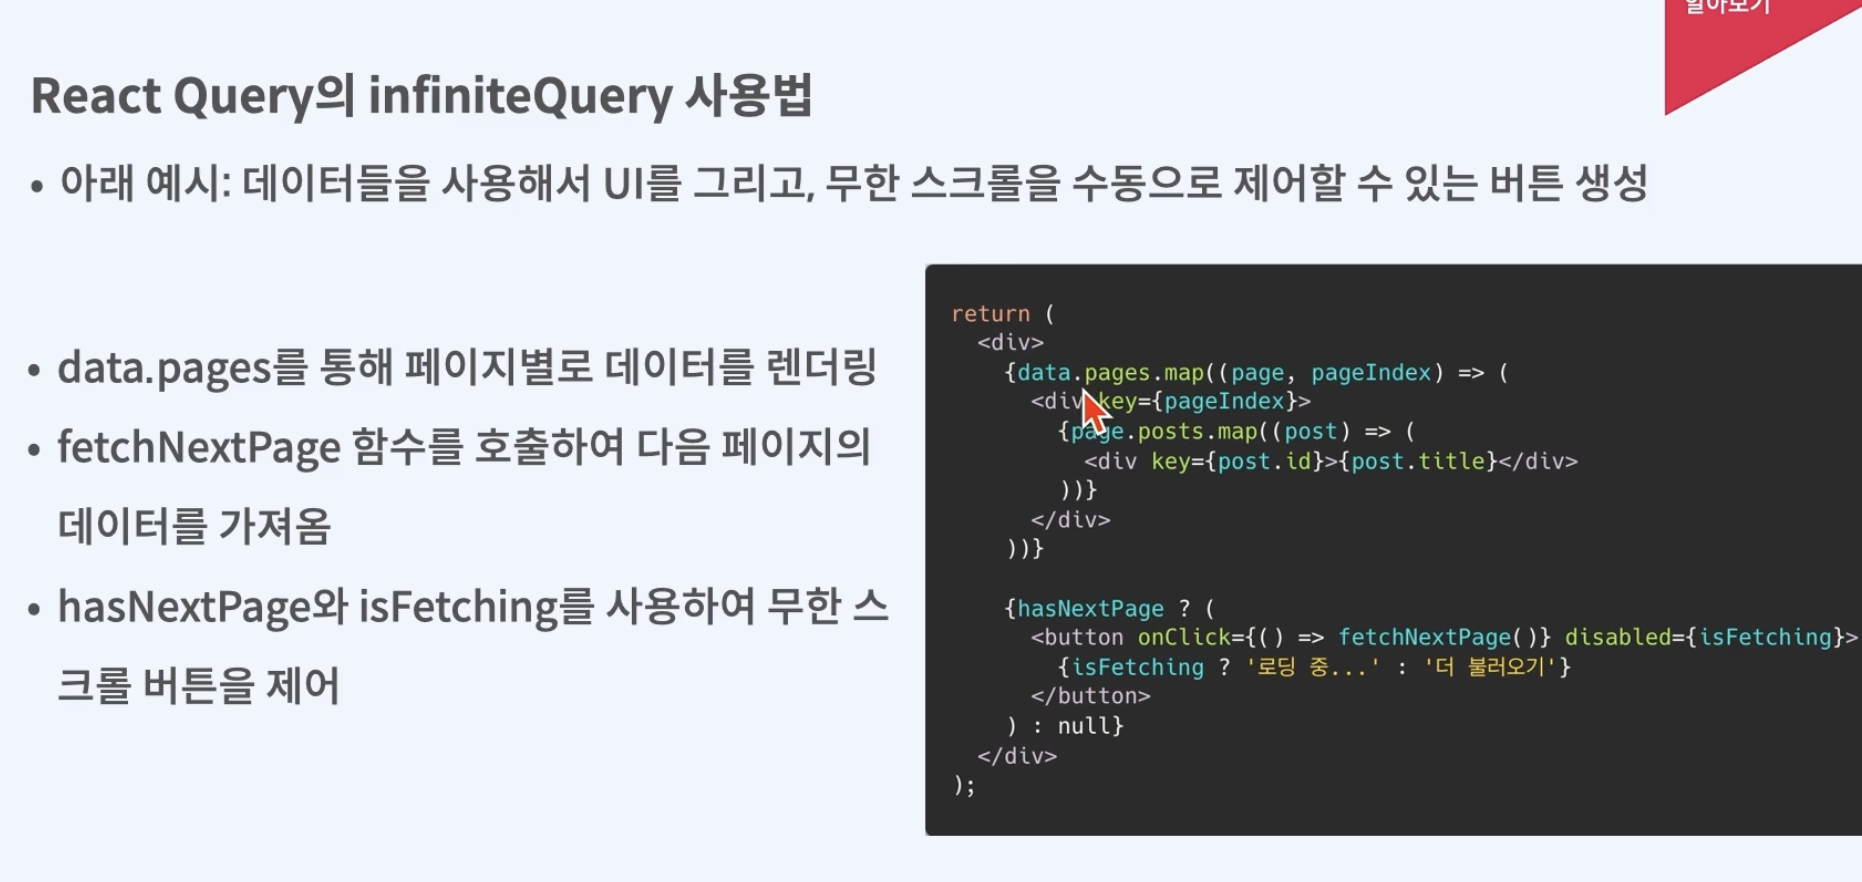 알아보기
React Query의 infiniteQuery 사용법
• 아래 예시: 데이터들을 사용해서 UI를 그리고, 무한 스크롤을 수동으로 제어할 수 있는 버튼 생성
• data.pages를 통해 페이지별로 데이터를 렌더링
• fetchNextPage 함수를 호출하여 다음 페이지의
데이터를 가져옴
• hasNextPage와 isFetching를 사용하여 무한 스
크롤 버튼을 제어
return (
  <div>
    {data.pages.map((page, pageIndex) => (
      <div key={pageIndex}>
        {page.posts.map((post) => (
          <div key={post.id}>{post.title}</div>
        ))}
      </div>
    ))}
    {hasNextPage ? (
      <button onClick={() => fetchNextPage()} disabled={isFetching}>
        {isFetching ? '로딩 중...' : '더 불러오기'}
      </button>
    ) : null}
  </div>
);